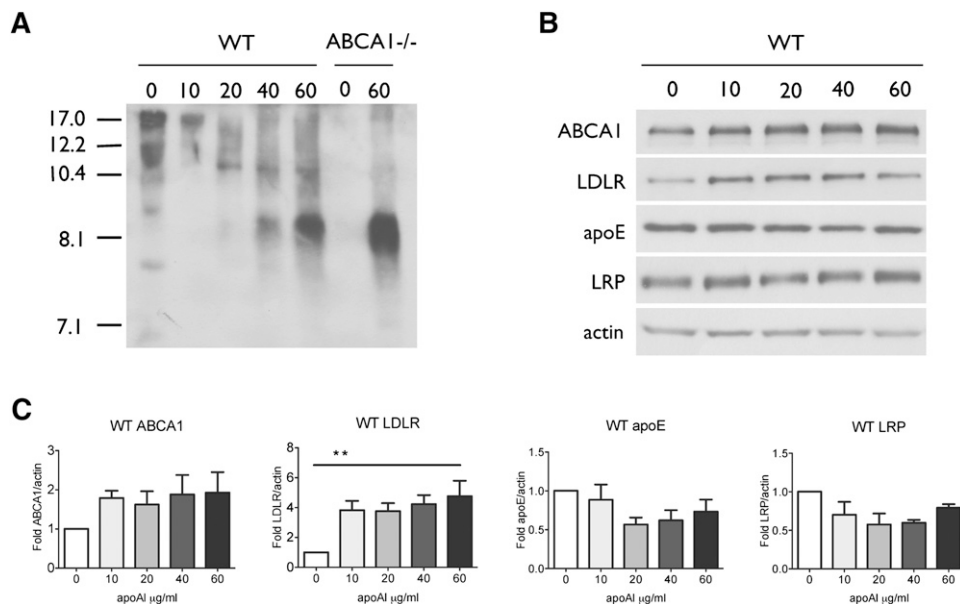 A
WT ABCA1-/-
0 10 20 40 60 0 60
17.0
12.2
10.4
8.1
7.1
B
WT
0 10 20 40 60
ABCA1
LDLR
apoE
LRP
actin
C
WT ABCA1
Fold ABCA1/actin
3
2
1
0
0 10 20 40 60
apoAI µg/ml
WT LDLR
Fold LDLR/actin
8
6
4
2
0
**
0 10 20 40 60
apoAI µg/ml
WT apoE
Fold apoE/actin
1.5
1.0
0.5
0.0
0 10 20 40 60
apoAI µg/ml
WT LRP
Fold LRP/actin
1.5
1.0
0.5
0.0
0 10 20 40 60
apoAI µg/ml